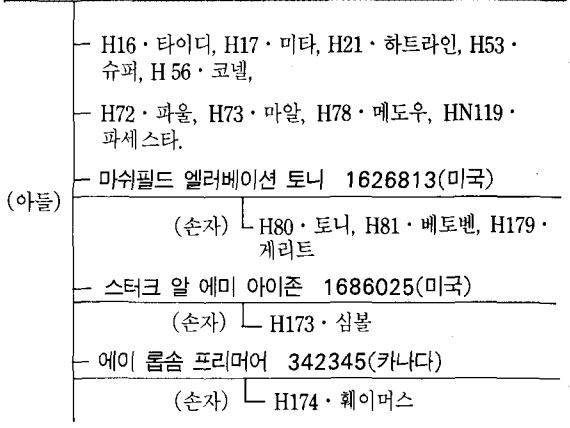 H16 · 타이디, H17 · 미타, H21 · 하트라인, H53 ·
슈퍼, H 56 · 코넬,
H72 · 파울, H73 · 마알, H78 · 메도우, HN119 ·
파세스타.
(아들)
마쉬필드 엘러베이션 토니 1626813(미국)
(손자) H80 · 토니, H81 · 베토벤, H179 ·
게리트
스터크 알 에미 아이존 1686025(미국)
(손자) H173 · 심볼
에이 롭솜 프리머어 342345(카나다)
(손자) H174 · 훼이머스